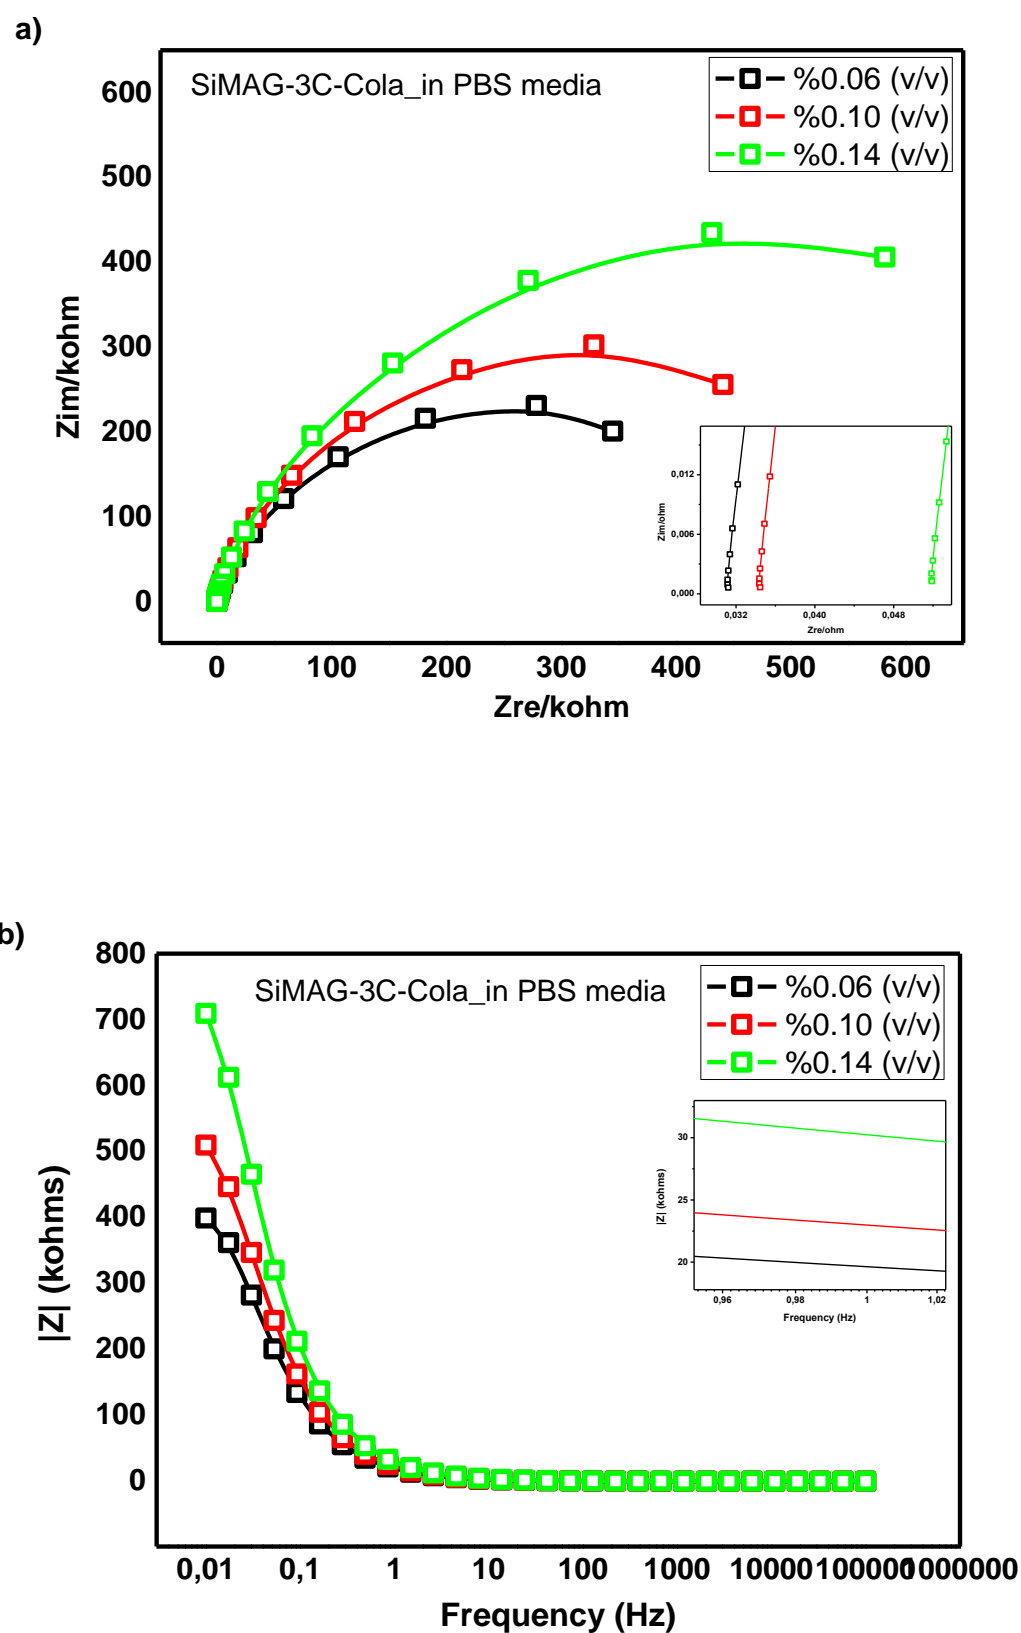 a)
SiMAG-3C-Cola_in PBS media
%0.06 (v/v)
%0.10 (v/v)
%0.14 (v/v)
600
500
400
300
200
100
0
Zim/kohm
0 100 200 300 400 500 600
Zre/kohm
0,012
0,006
0,000
Zim/ohm
0,032 0,040 0,048
Zre/ohm
b)
SiMAG-3C-Cola_in PBS media
%0.06 (v/v)
%0.10 (v/v)
%0.14 (v/v)
800
700
600
500
400
300
200
100
0
|Z| (kohms)
0,01 0,1 1 10 100 1000 10000 100000 1000000
Frequency (Hz)
30
25
20
|Z| (kohms)
0,96 0,98 1 1,02
Frequency (Hz)